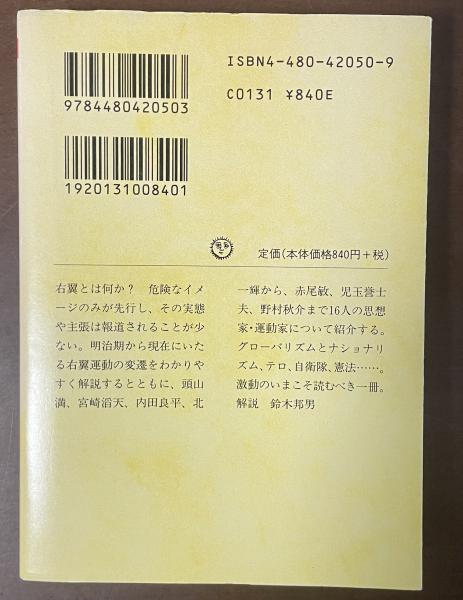 ISBN4-480-42050-9
9784480420503
C0131 ¥840E
1920131008401
定価(本体価格840円+税)
右翼とは何か? 危険なイメ
ージのみが先行し、その実態
や主張は報道されることが少
ない。明治期から現在にいた
る右翼運動の変遷をわかりや
すく解説するとともに、頭山
満、宮崎滔天、内田良平、北
一輝から、赤尾敏、児玉誉士
夫、野村秋介まで16人の思想
家・運動家について紹介する。
グローバリズムとナショナリ
ズム、テロ、自衛隊、憲法……。
激動のいまこそ読むべき一冊。
解説 鈴木邦男